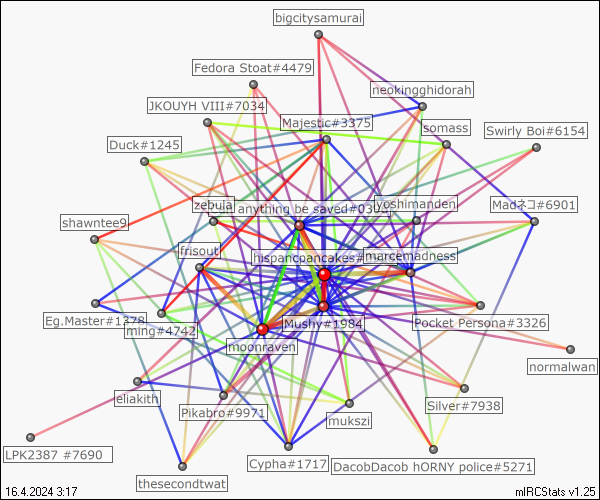 bigcitysamurai
Fedora Stoat#4479
neokingghidorah
JKOUYH VIII#7034
Majestic#3375
somass
Swirly Boi#6154
Duck#1245
zebula
anything be saved#0303
yoshimanden
Madネコ#6901
shawntee9
frisout
hispancoancakes#
marcemadness
Eg.Master#1378
ming#4742
Mushy#1984
Pocket Persona#3326
moonraven
normalwan
eliakith
Pikabro#9971
mukszi
Silver#7938
LPK2387 #7690
Cypha#1717
DacobDacob hORNY police#5271
thesecondtwat
16.4.2024 3:17
mIRCStats v1.25